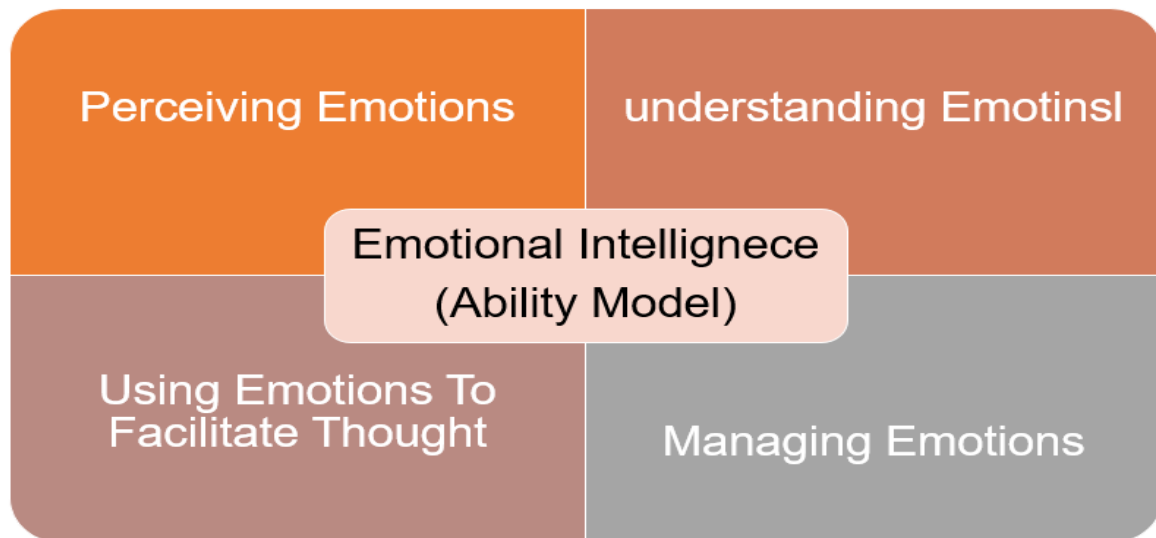 Perceiving Emotions
understanding Emotinsl
Emotional Intellignece
(Ability Model)
Using Emotions To
Facilitate Thought
Managing Emotions